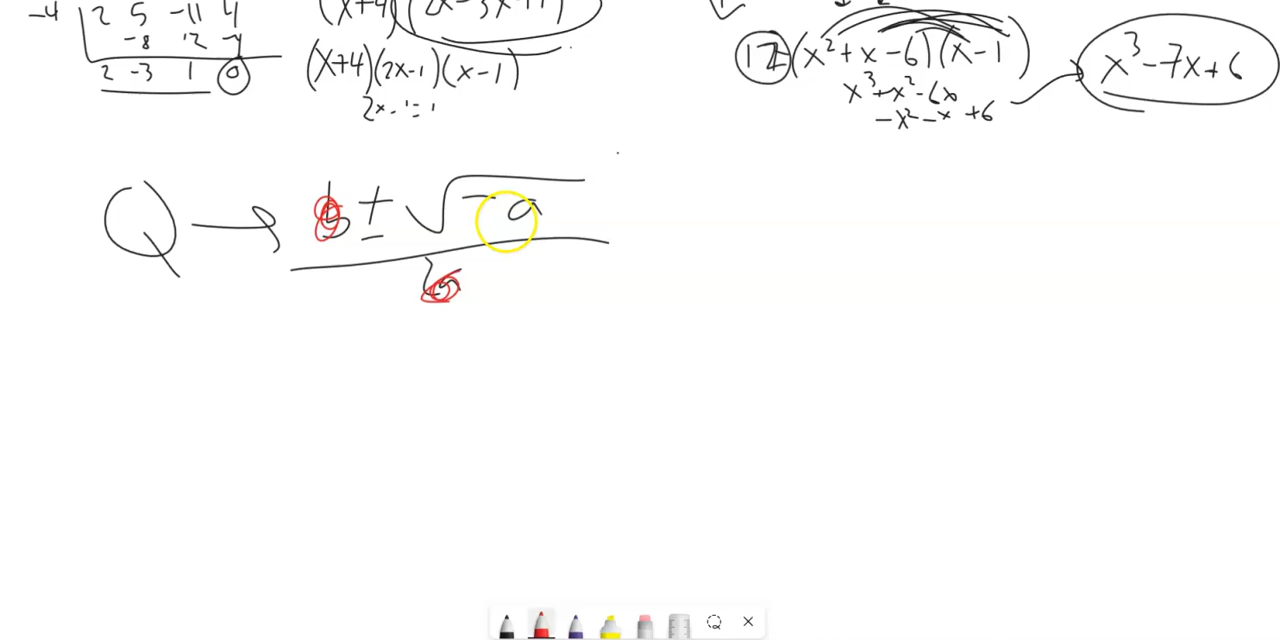 -4 | 2 5 -11 4
-8 12 -4
2 -3 1 0
(x+4)(2x-1)(x-1)
2x-1=1
Q → b ± √-a
12 (x²+x-6)(x-1)
x³+x²-6x
-x²-x+6
x³-7x+6